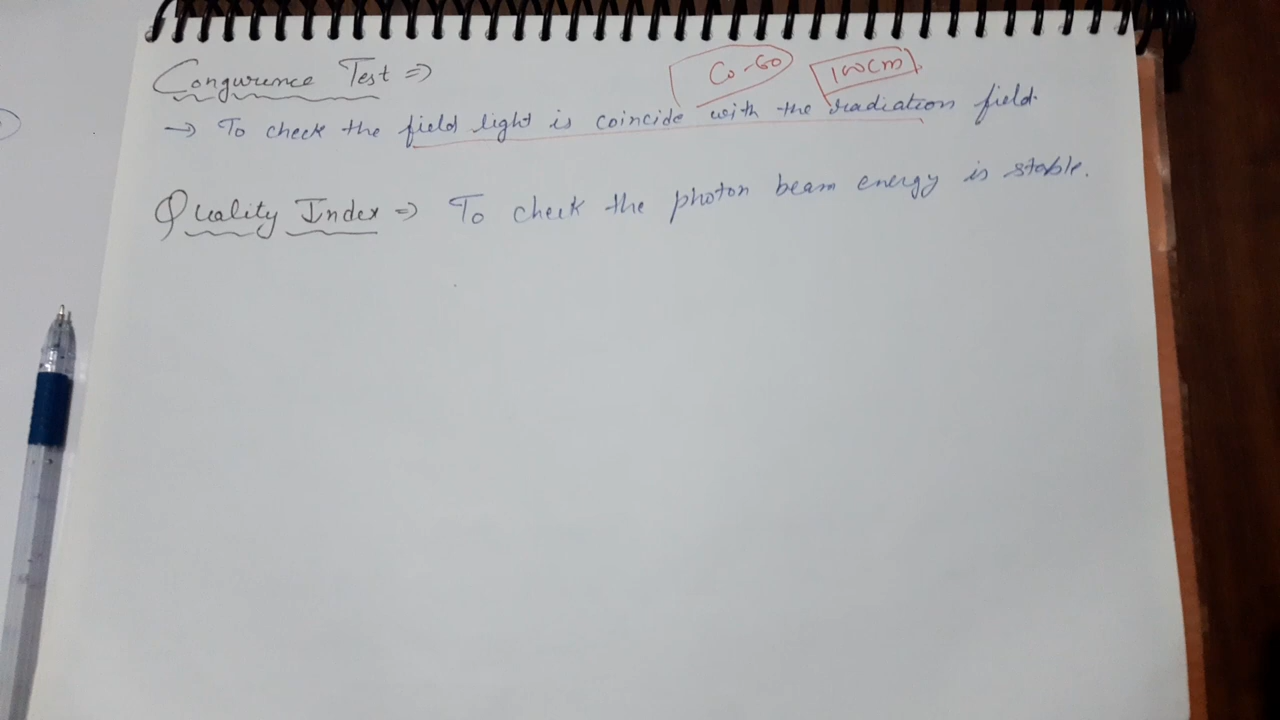 Congurence Test ⇒
Co-60 100cm
→ To check the field light is coincide with the radiation field.
Quality Index ⇒ To check the photon beam energy is stable.